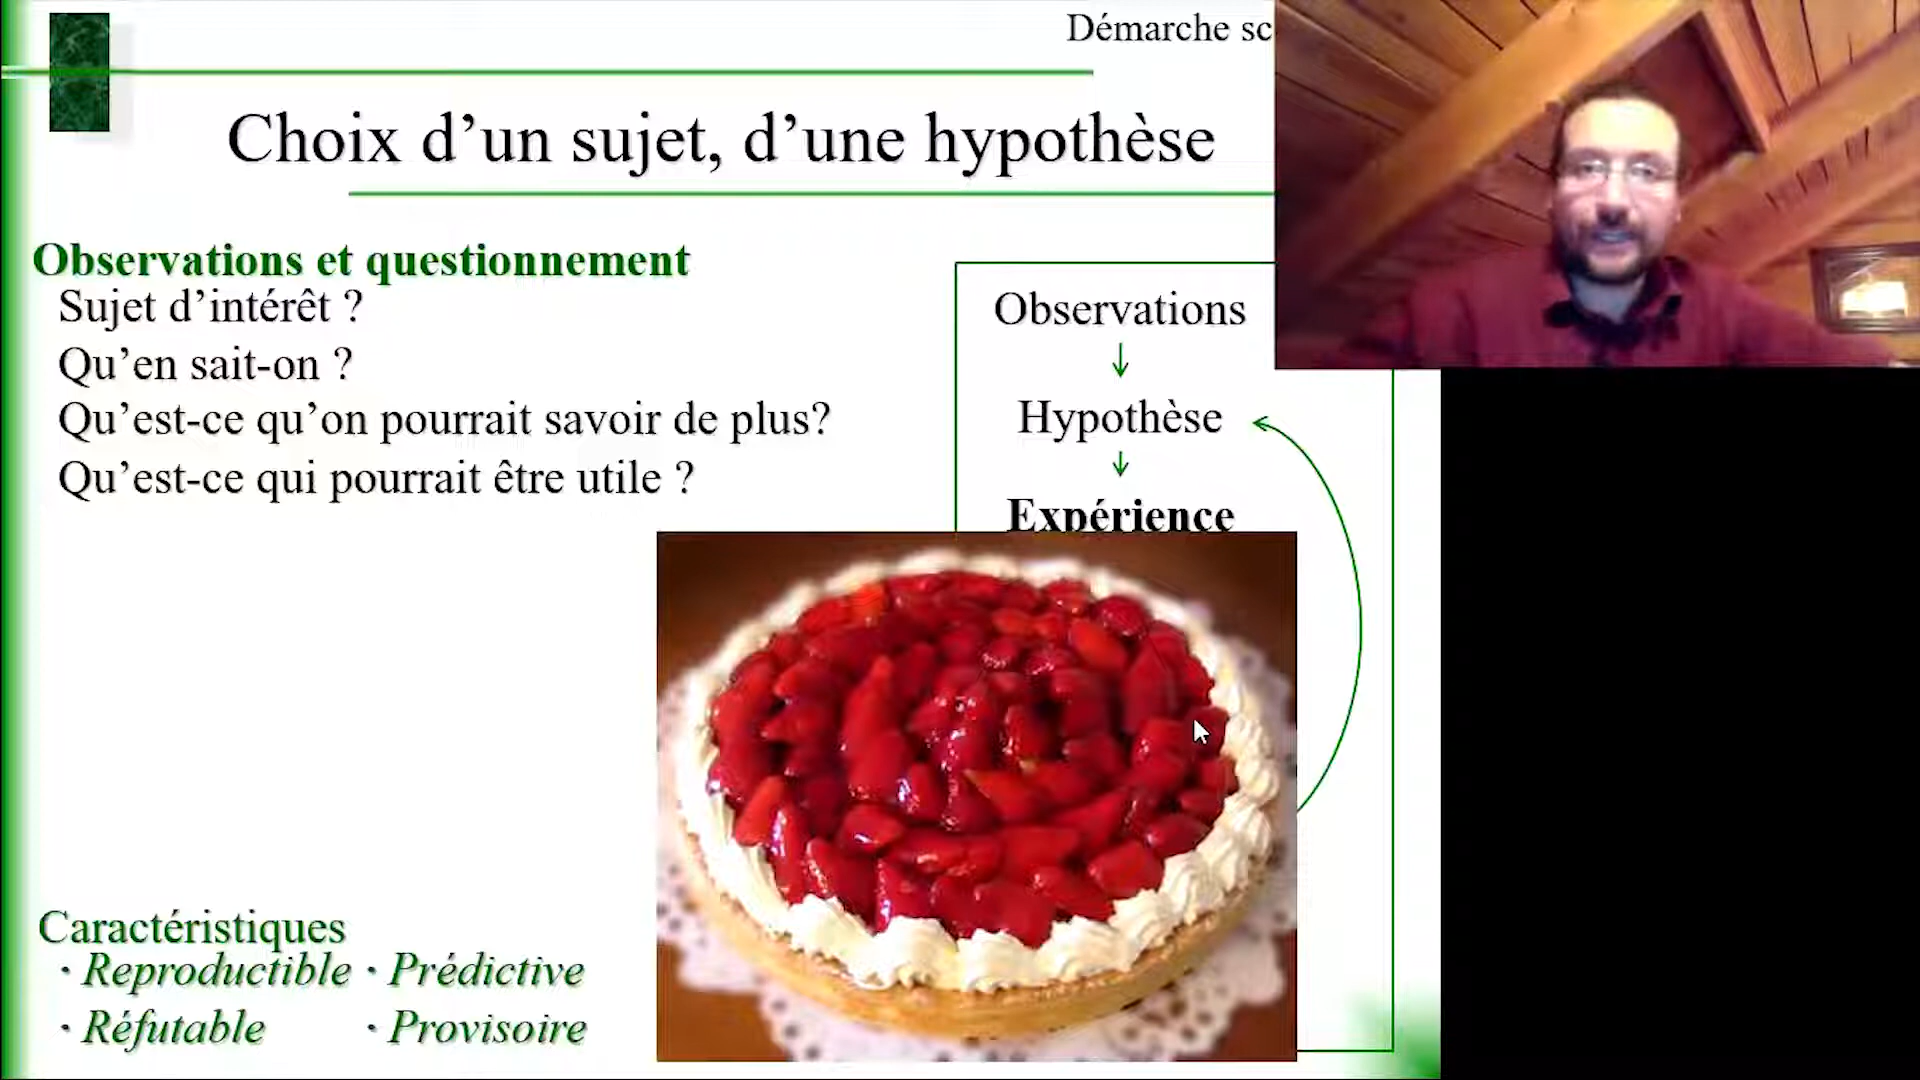 Démarche sc
Choix d’un sujet, d’une hypothèse
Observations et questionnement
Sujet d’intérêt ?
Qu’en sait-on ?
Qu’est-ce qu’on pourrait savoir de plus?
Qu’est-ce qui pourrait être utile ?
Observations
Hypothèse
Expérience
Caractéristiques
· Reproductible · Prédictive
· Réfutable · Provisoire